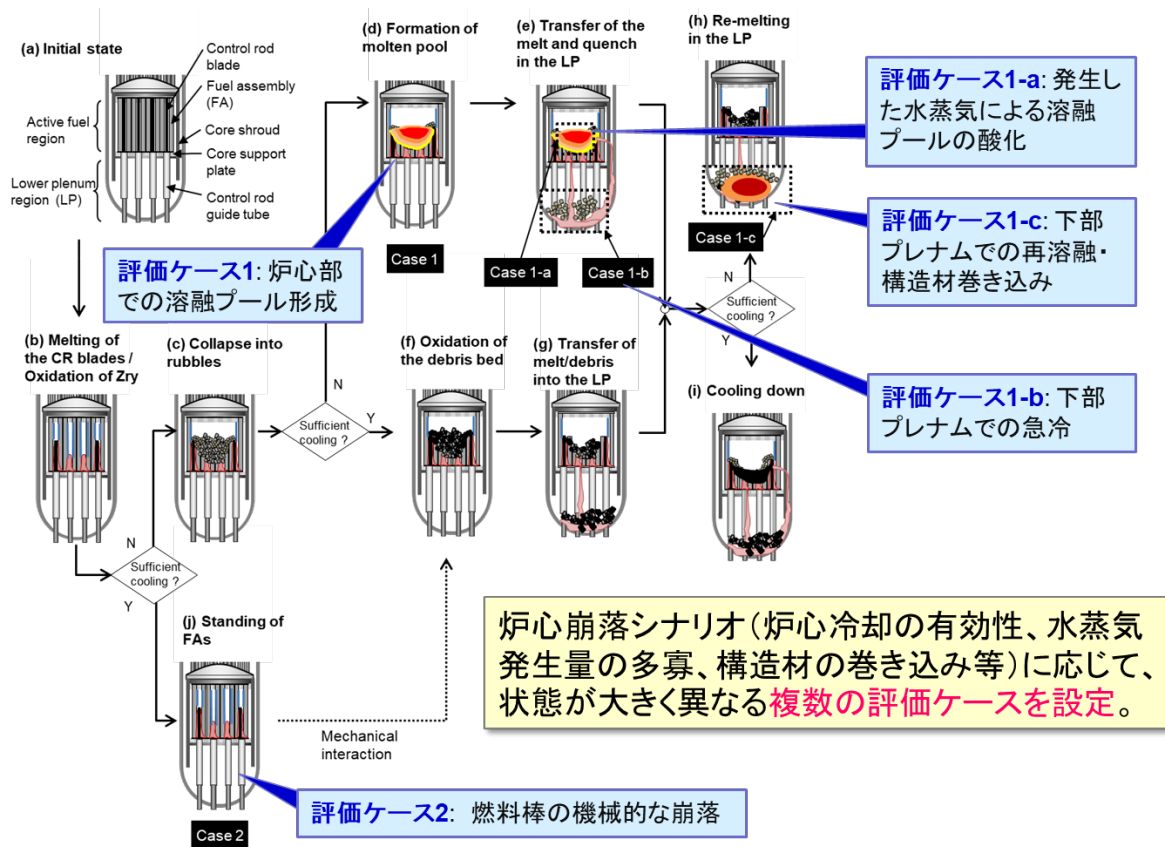 (a) Initial state
Control rod
blade
Fuel assembly
(FA)
Core shroud
Core support
plate
Control rod
guide tube
Active fuel
region
Lower plenum
region (LP)
(d) Formation of
molten pool
Case 1
(e) Transfer of the
melt and quench
in the LP
Case 1-a
Case 1-b
(h) Re-melting
in the LP
Case 1-c
評価ケース1-a: 発生し
た水蒸気による溶融
プールの酸化
評価ケース1-c: 下部
プレナムでの再溶融・
構造材巻き込み
評価ケース1-b: 下部
プレナムでの急冷
評価ケース1: 炉心部
での溶融プール形成
(b) Melting of
the CR blades /
Oxidation of Zry
(c) Collapse into
rubbles
N
Sufficient
cooling ?
Y
(f) Oxidation of
the debris bed
(g) Transfer of
melt/debris
into the LP
N
Sufficient
cooling ?
Y
(i) Cooling down
N
Sufficient
cooling ?
Y
(j) Standing of
FAs
Case 2
Mechanical
interaction
評価ケース2: 燃料棒の機械的な崩落
炉心崩落シナリオ(炉心冷却の有効性、水蒸気
発生量の多寡、構造材の巻き込み等)に応じて、
状態が大きく異なる複数の評価ケースを設定。